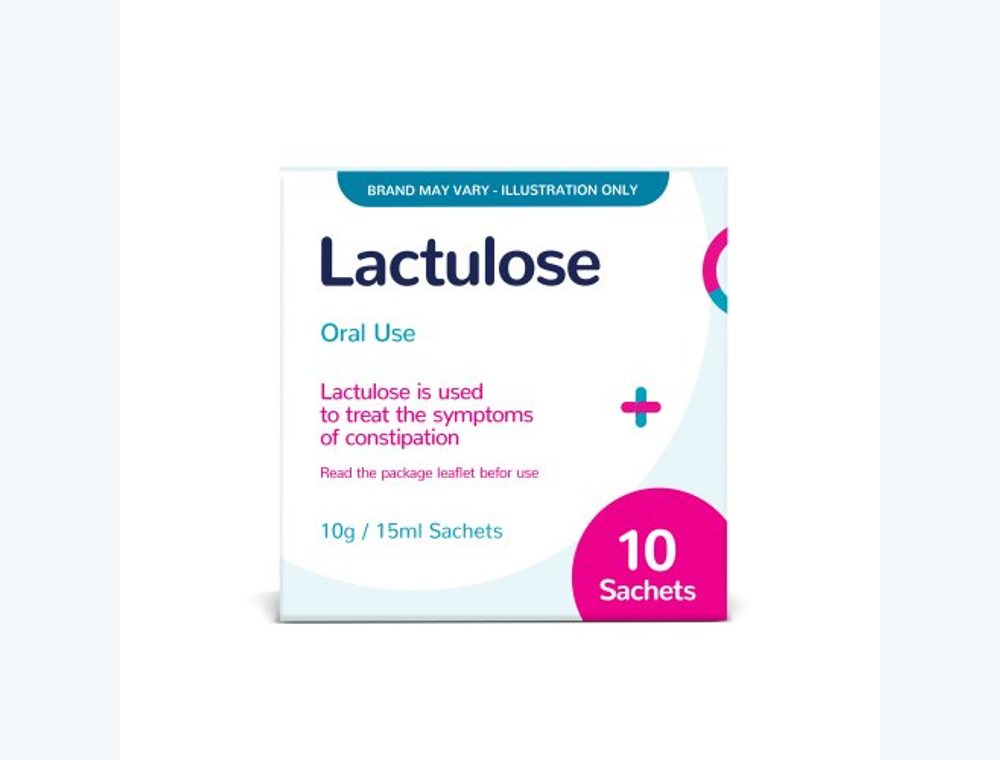 BRAND MAY VARY - ILLUSTRATION ONLY
Lactulose
Oral Use
Lactulose is used
to treat the symptoms
of constipation
Read the package leaflet befor use
10g / 15ml Sachets
10
Sachets